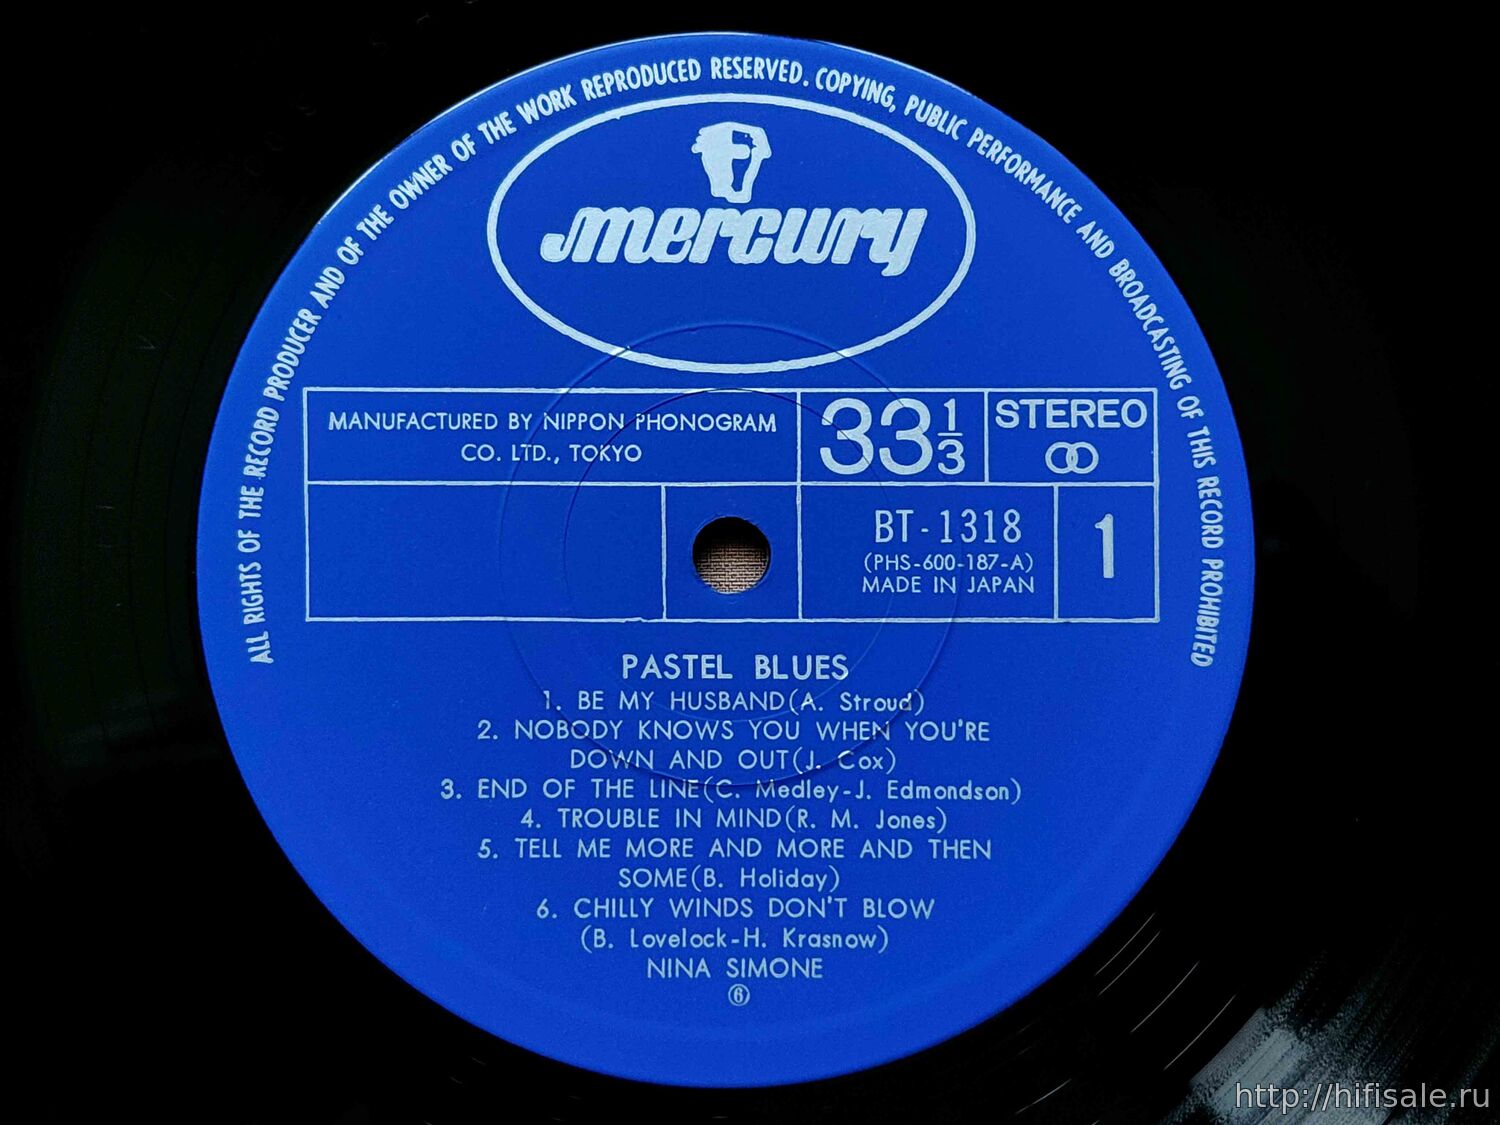 ALL RIGHTS OF THE RECORD PRODUCER AND OF THE OWNER OF THE WORK REPRODUCED RESERVED. COPYING, PUBLIC PERFORMANCE AND BROADCASTING OF THIS RECORD PROHIBITED
mercury
MANUFACTURED BY NIPPON PHONOGRAM
CO. LTD., TOKYO
33 1/3
STEREO
BT-1318
(PHS-600-187-A)
MADE IN JAPAN
1
PASTEL BLUES
1. BE MY HUSBAND(A. Stroud)
2. NOBODY KNOWS YOU WHEN YOU'RE
DOWN AND OUT(J. Cox)
3. END OF THE LINE(C. Medley-J. Edmondson)
4. TROUBLE IN MIND(R. M. Jones)
5. TELL ME MORE AND MORE AND THEN
SOME(B. Holiday)
6. CHILLY WINDS DON'T BLOW
(B. Lovelock-H. Krasnow)
NINA SIMONE
⑥
http://hifisale.ru